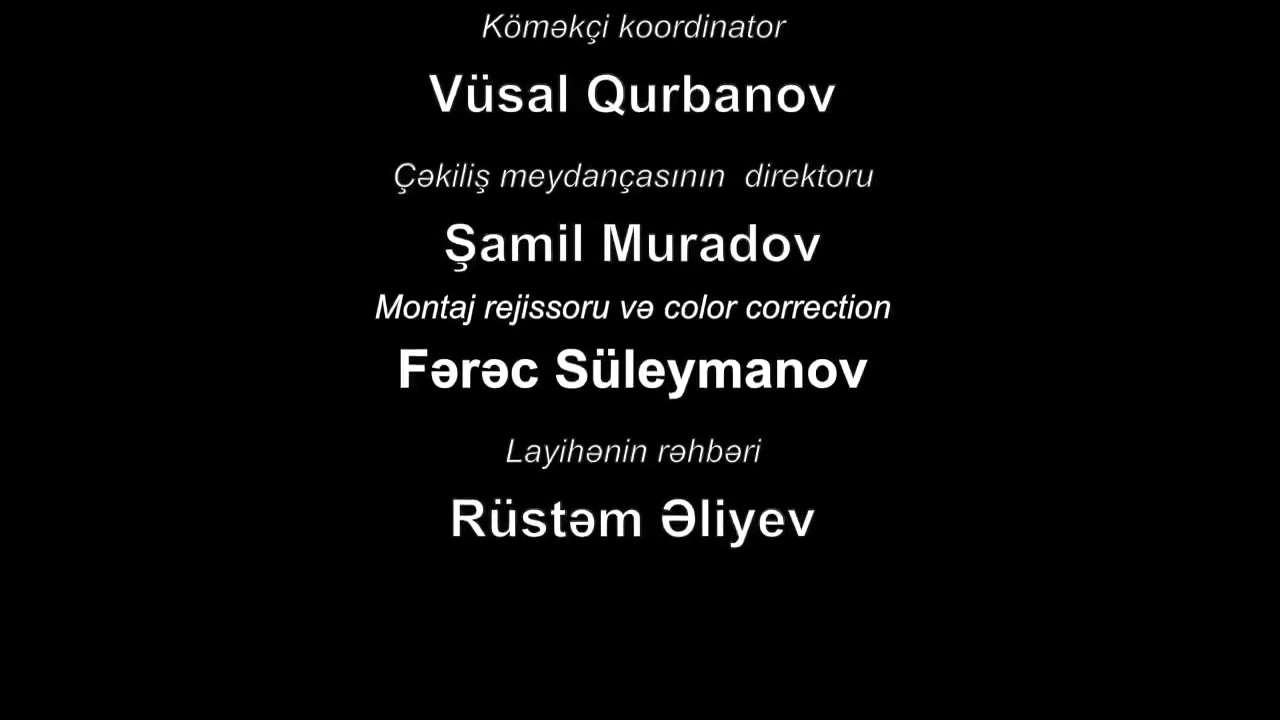 Köməkçi koordinator
Vüsal Qurbanov
Çəkiliş meydançasının direktoru
Şamil Muradov
Montaj rejissoru və color correction
Fərəc Süleymanov
Layihənin rəhbəri
Rüstəm Əliyev